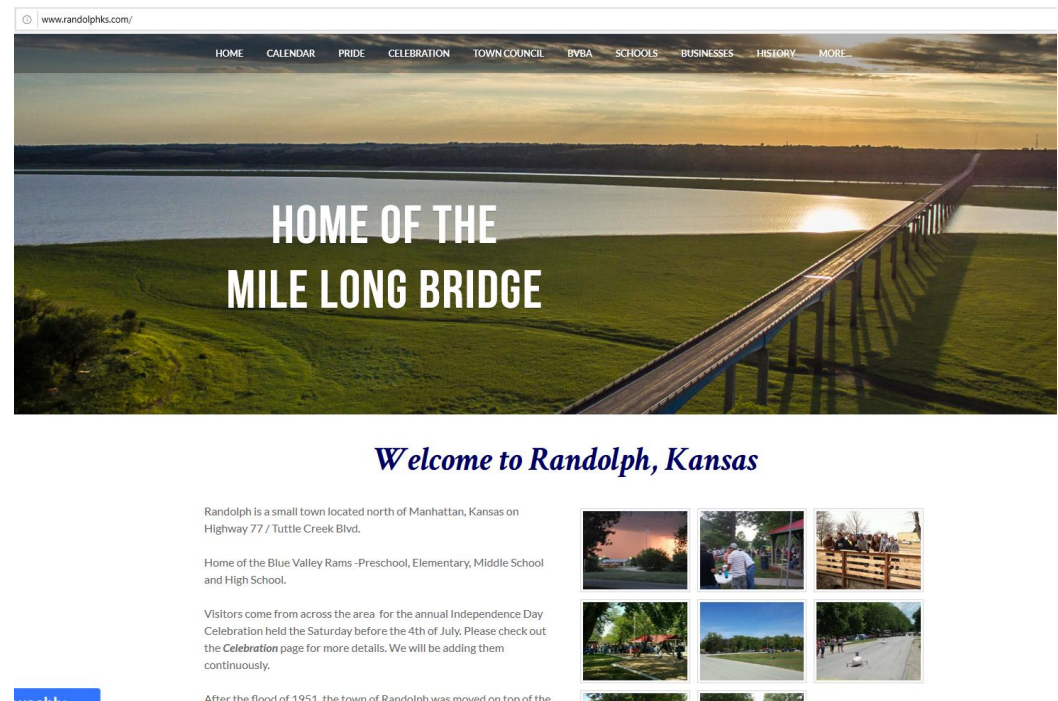 www.randolphks.com/
HOME CALENDAR PRIDE CELEBRATION TOWN COUNCIL BVBA SCHOOLS BUSINESSES HISTORY MORE...
HOME OF THE
MILE LONG BRIDGE
Welcome to Randolph, Kansas
Randolph is a small town located north of Manhattan, Kansas on
Highway 77 / Tuttle Creek Blvd.
Home of the Blue Valley Rams -Preschool, Elementary, Middle School
and High School.
Visitors come from across the area for the annual Independence Day
Celebration held the Saturday before the 4th of July. Please check out
the Celebration page for more details. We will be adding them
continuously.
After the flood of 1951, the town of Randolph was moved on top of the